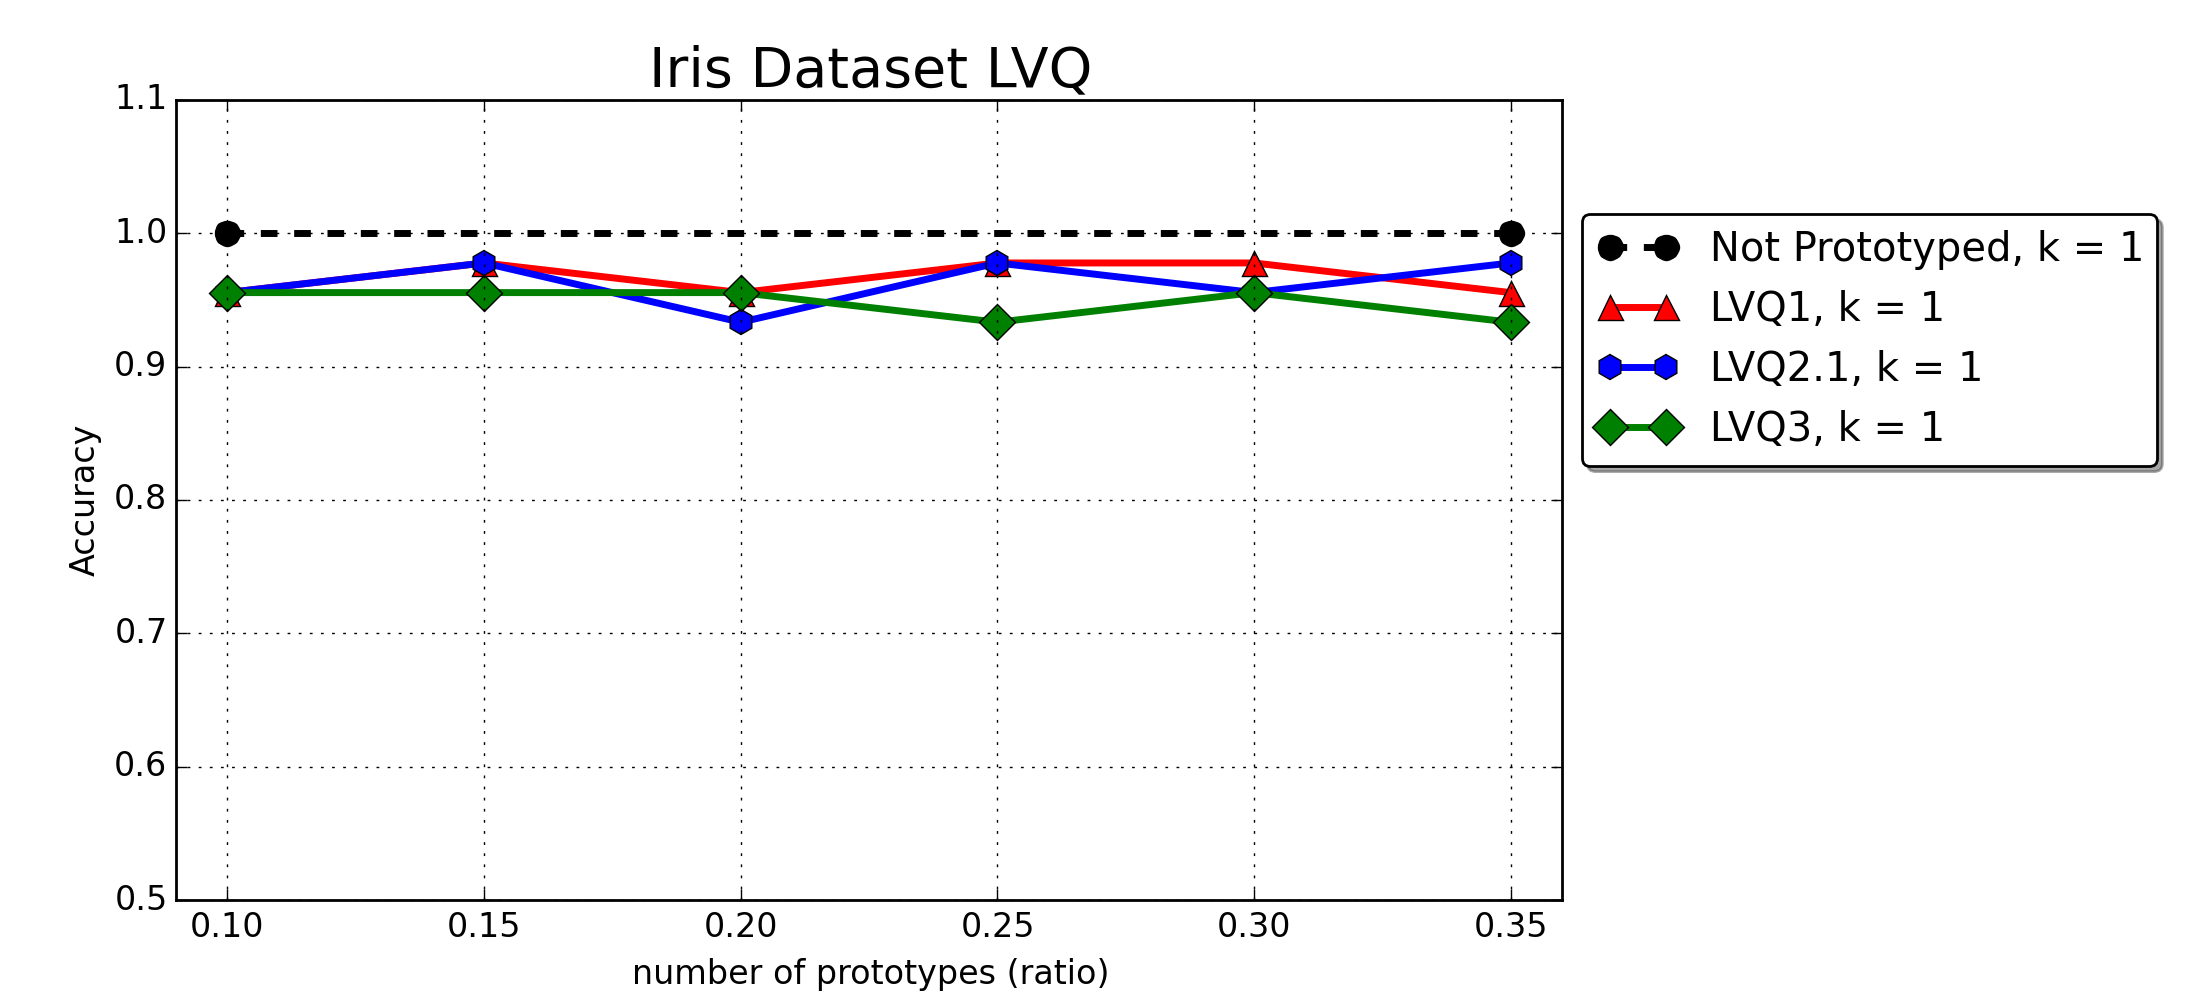 Iris Dataset LVQ
1.1
1.0
0.9
0.8
0.7
0.6
0.5
Accuracy
0.10 0.15 0.20 0.25 0.30 0.35
number of prototypes (ratio)
Not Prototyped, k = 1
LVQ1, k = 1
LVQ2.1, k = 1
LVQ3, k = 1